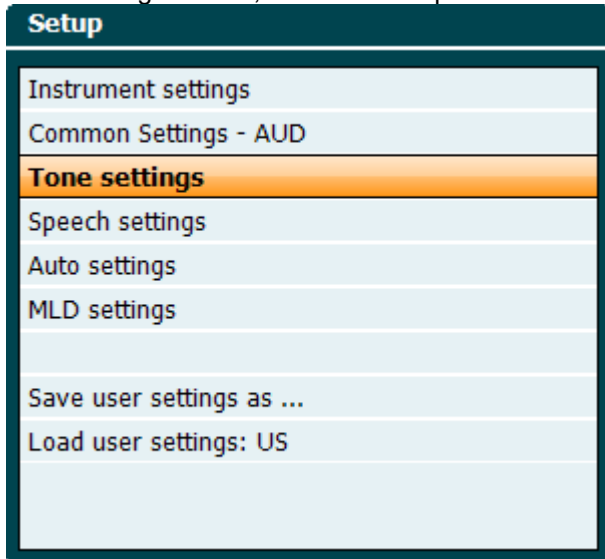 Setup
Instrument settings
Common Settings - AUD
Tone settings
Speech settings
Auto settings
MLD settings
Save user settings as ...
Load user settings: US